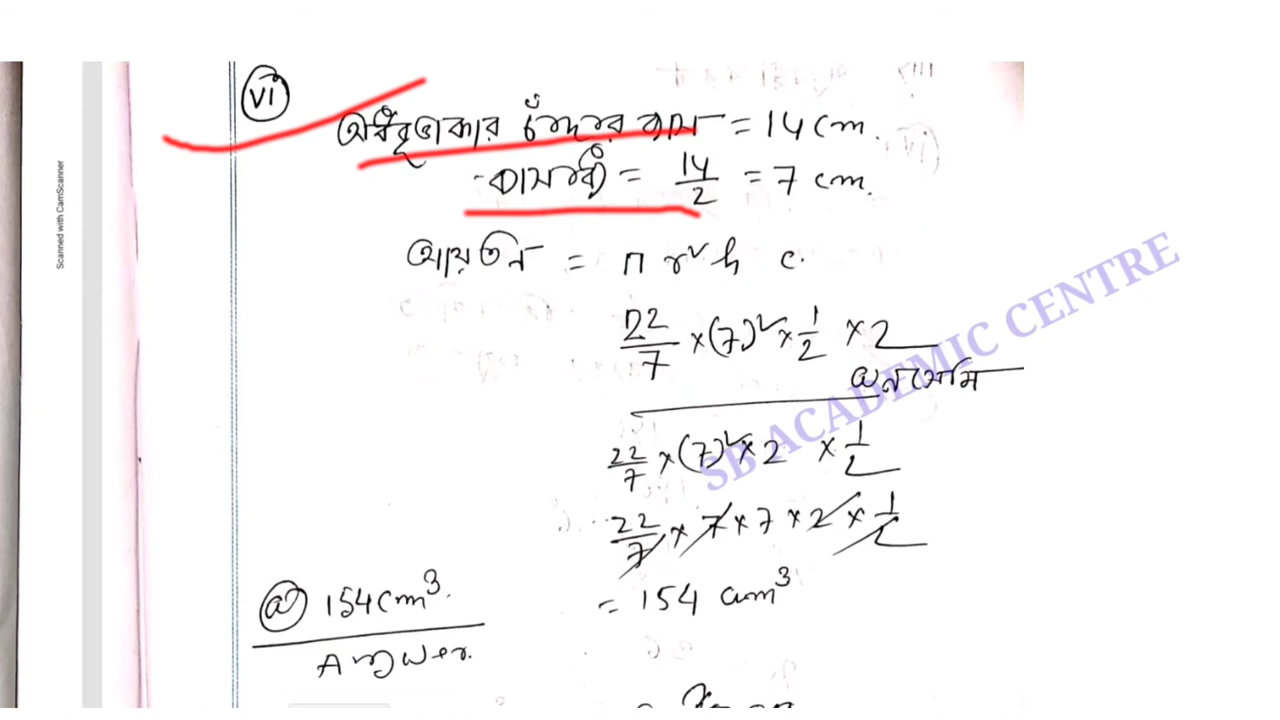 Scanned with CamScanner
vi
অর্ধবৃত্তাকার চাঁদের ব্যাস = 14 cm.
ব্যাসার্ধ = 14/2 = 7 cm.
আয়তন = π r² h c.
22/7 × (7)² × 1/2 × 2
ঘনসেমি
22/7 × (7)² × 2 × 1/2
22/7 × 7 × 7 × 2 × 1/2
= 154 cm³
a 154 cm³.
Answer.
SB ACADEMIC CENTRE